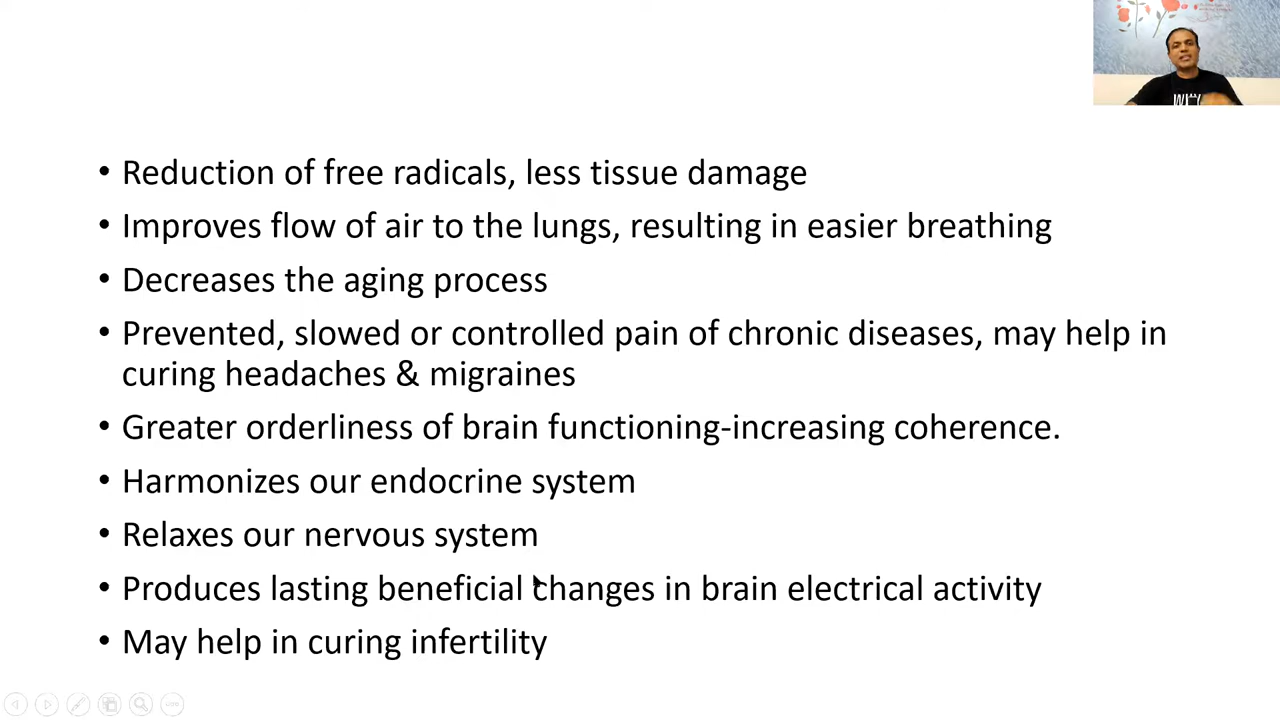 • Reduction of free radicals, less tissue damage
• Improves flow of air to the lungs, resulting in easier breathing
• Decreases the aging process
• Prevented, slowed or controlled pain of chronic diseases, may help in
curing headaches & migraines
• Greater orderliness of brain functioning-increasing coherence.
• Harmonizes our endocrine system
• Relaxes our nervous system
• Produces lasting beneficial changes in brain electrical activity
• May help in curing infertility